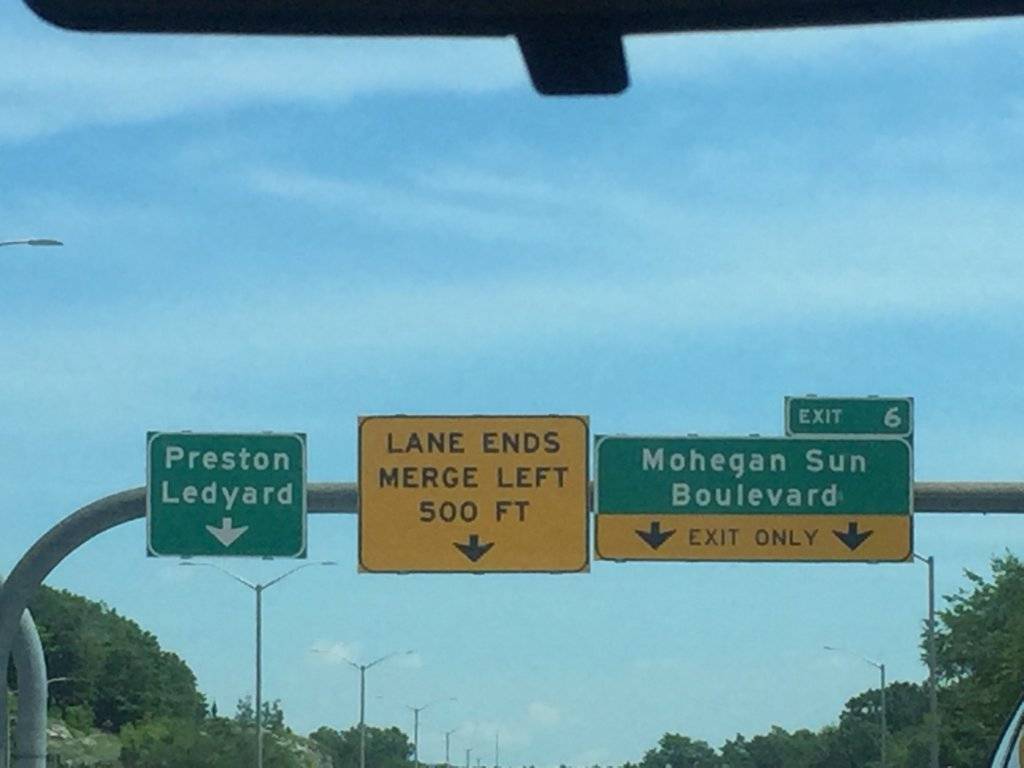 Preston
Ledyard
LANE ENDS
MERGE LEFT
500 FT
EXIT 6
Mohegan Sun
Boulevard
EXIT ONLY